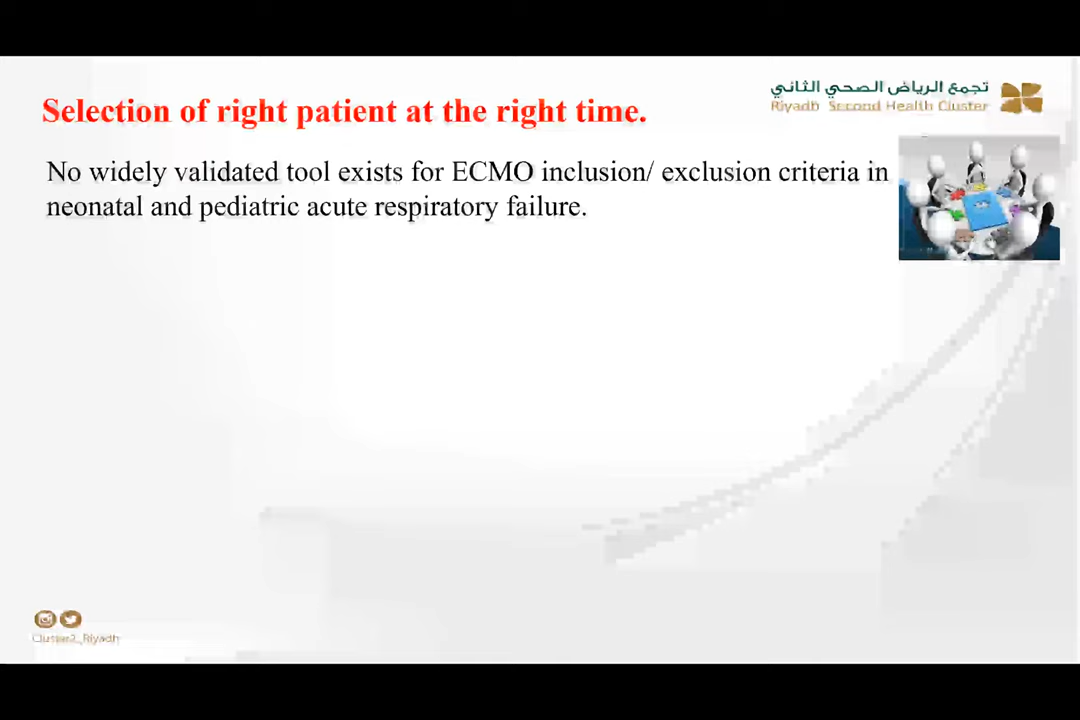 تجمع الرياض الصحي الثاني
Riyadh Second Health Cluster
Selection of right patient at the right time.
No widely validated tool exists for ECMO inclusion/ exclusion criteria in
neonatal and pediatric acute respiratory failure.
Cluster2_Riyadh